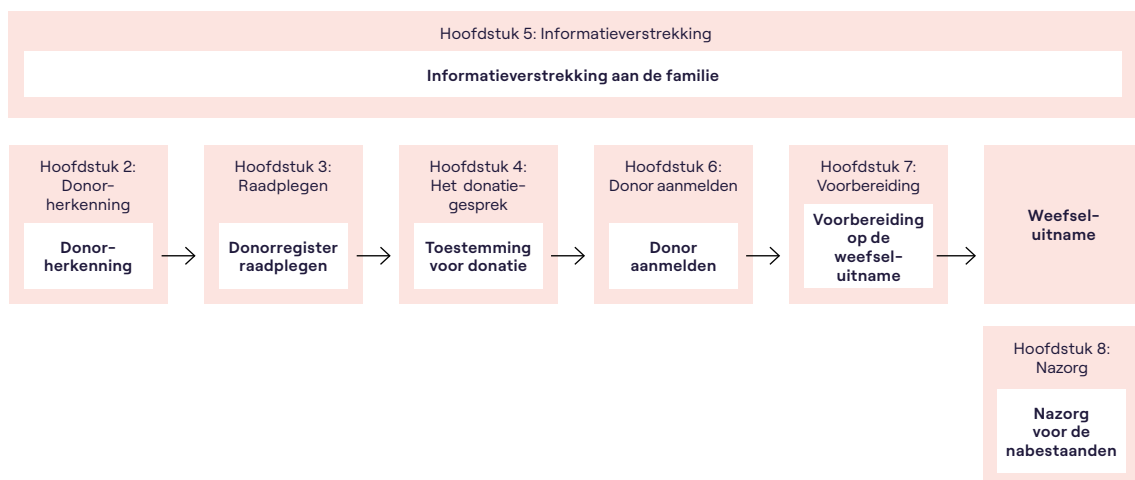 Hoofdstuk 5: Informatieverstrekking
Informatieverstrekking aan de familie
Hoofdstuk 2:
Donor-
herkenning
Donor-
herkenning
Hoofdstuk 3:
Raadplegen
Donorregister
raadplegen
Hoofdstuk 4:
Het donatie-
gesprek
Toestemming
voor donatie
Hoofdstuk 6:
Donor aanmelden
Donor
aanmelden
Hoofdstuk 7:
Voorbereiding
Voorbereiding
op de
weefsel-
uitname
Weefsel-
uitname
Hoofdstuk 8:
Nazorg
Nazorg
voor de
nabestaanden